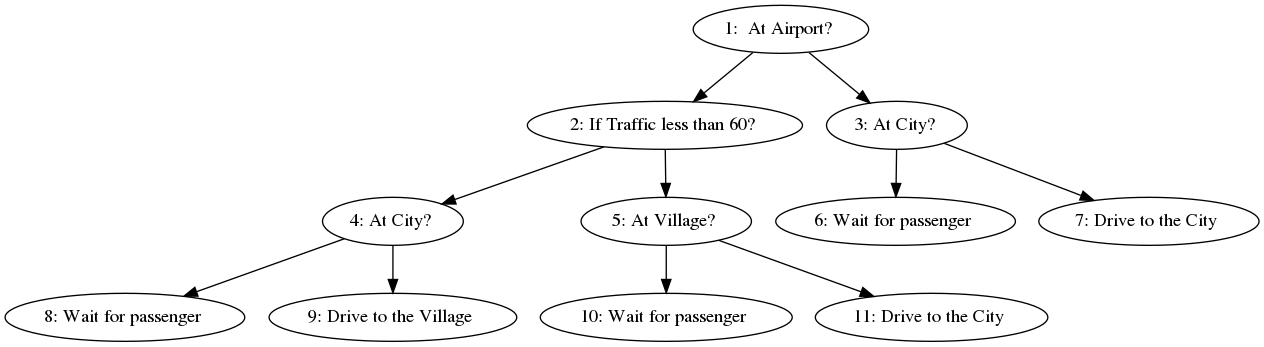 1:  At Airport?
2: If Traffic less than 60?
3: At City?
4: At City?
5: At Village?
6: Wait for passenger
7: Drive to the City
8: Wait for passenger
9: Drive to the Village
10: Wait for passenger
11: Drive to the City